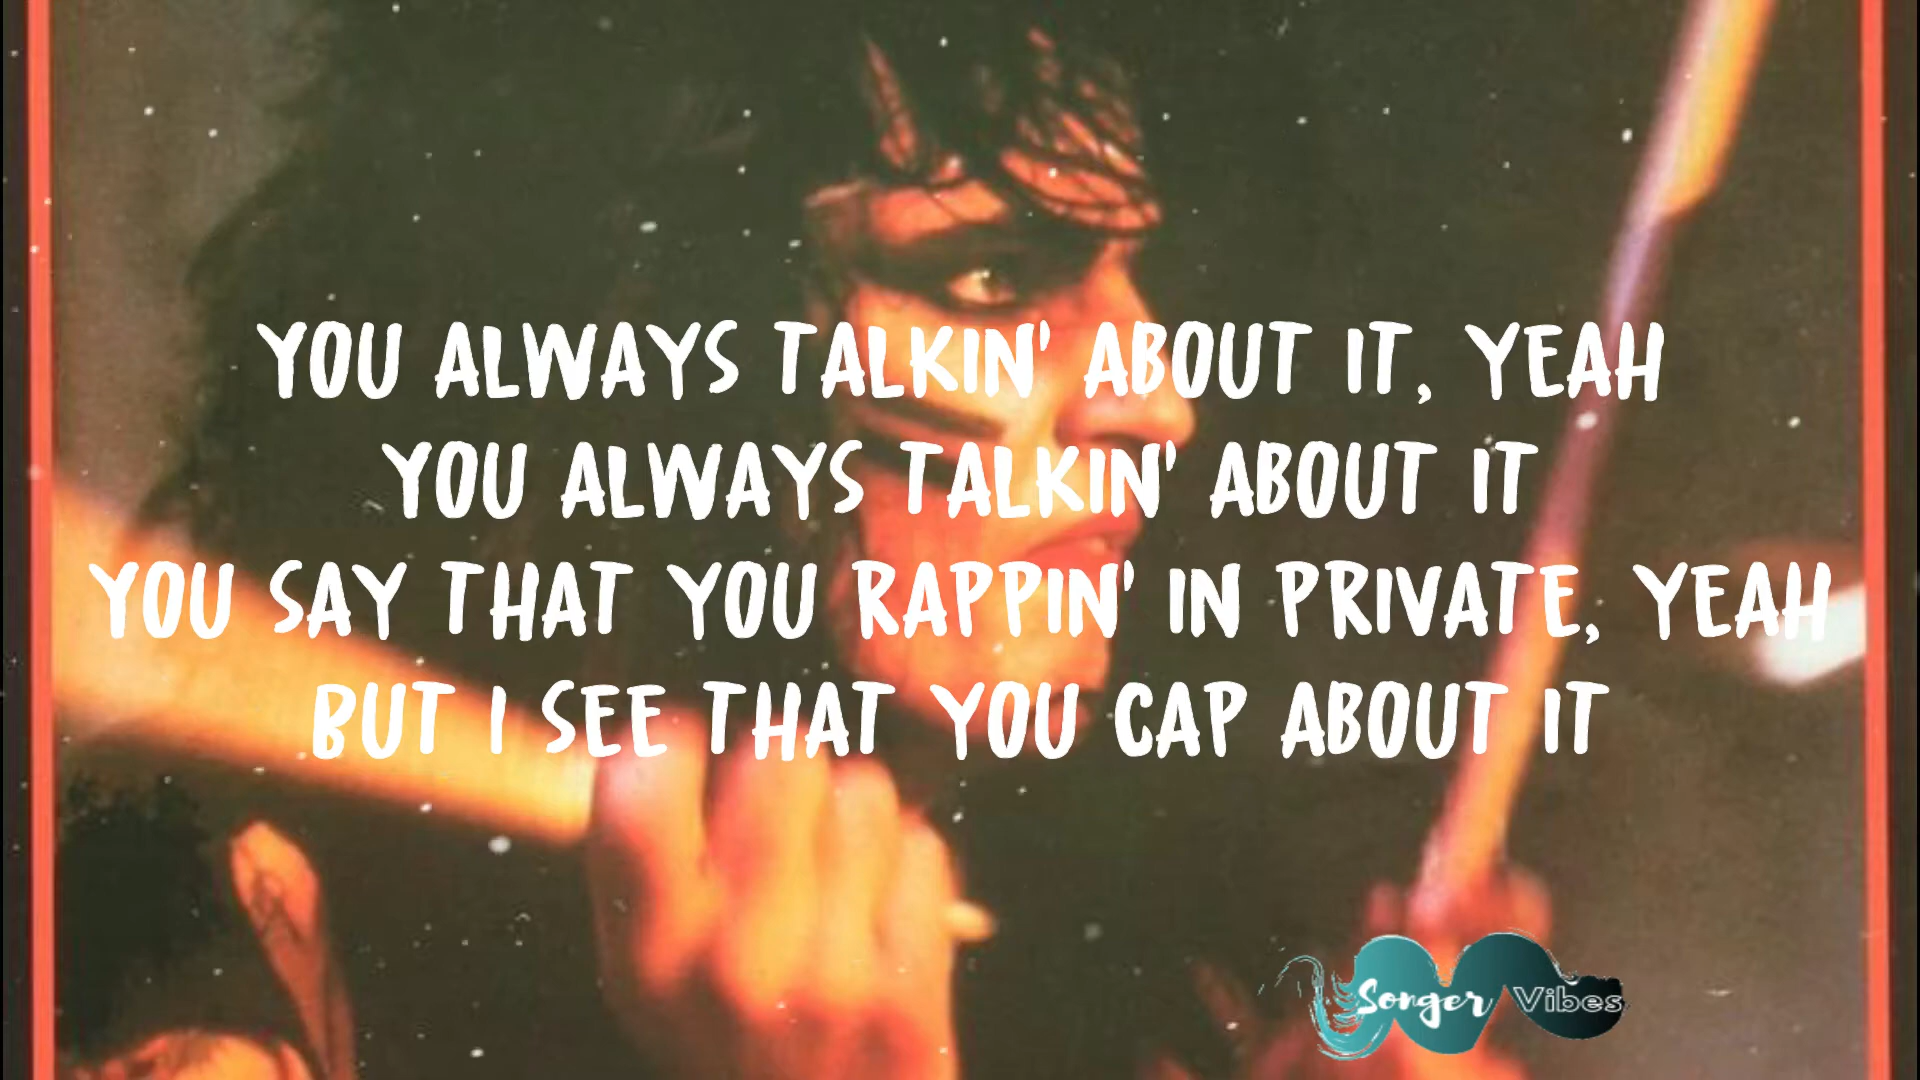 YOU ALWAYS TALKIN' ABOUT IT, YEAH
YOU ALWAYS TALKIN' ABOUT IT
YOU SAY THAT YOU RAPPIN' IN PRIVATE, YEAH
BUT I SEE THAT YOU CAP ABOUT IT
Songer Vibes